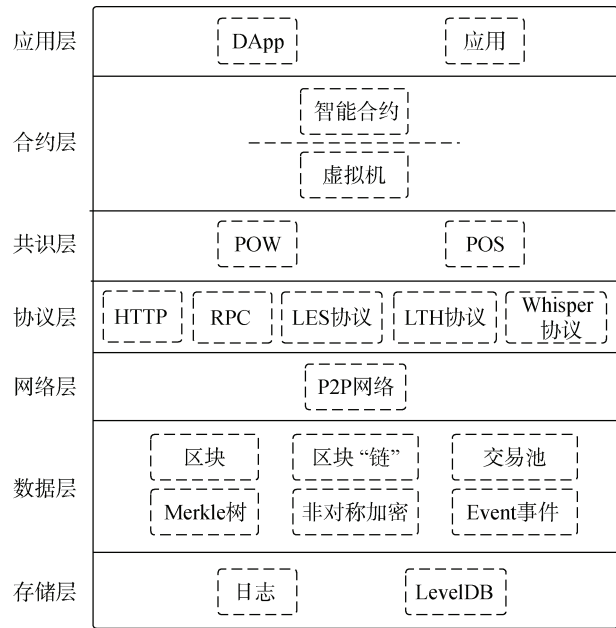 应用层
DApp
应用
合约层
智能合约
虚拟机
共识层
POW
POS
协议层
HTTP
RPC
LES协议
LTH协议
Whisper
协议
网络层
P2P网络
数据层
区块
区块“链”
交易池
Merkle树
非对称加密
Event事件
存储层
日志
LevelDB